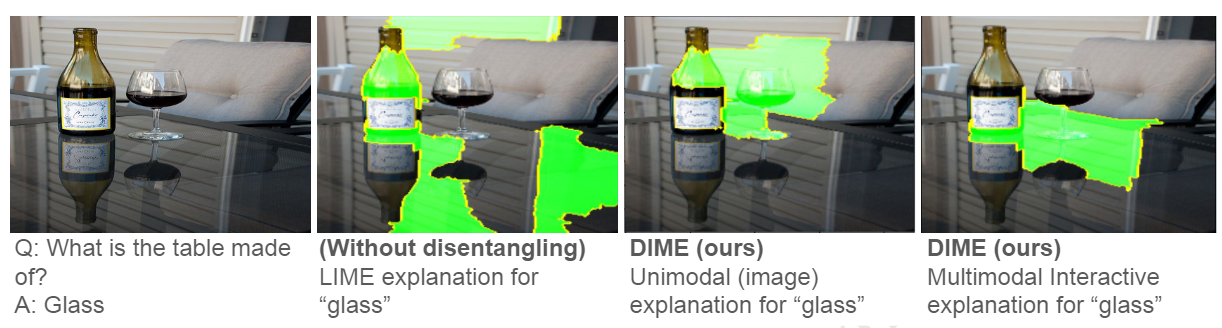 Q: What is the table made
of?
A: Glass
(Without disentangling)
LIME explanation for
“glass”
DIME (ours)
Unimodal (image)
explanation for “glass”
DIME (ours)
Multimodal Interactive
explanation for “glass”